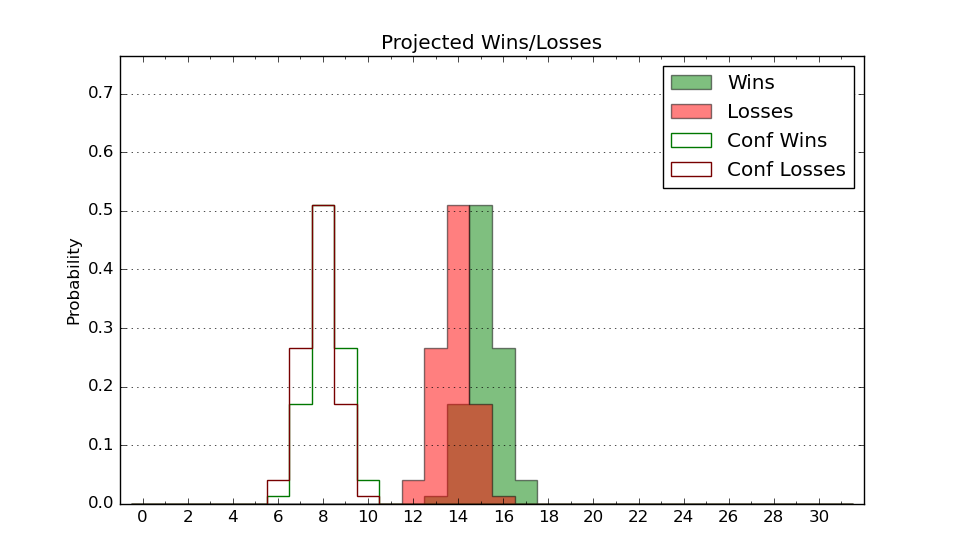 Projected Wins/Losses
Wins
Losses
Conf Wins
Conf Losses
Probability
0.7
0.6
0.5
0.4
0.3
0.2
0.1
0.0
0 2 4 6 8 10 12 14 16 18 20 22 24 26 28 30